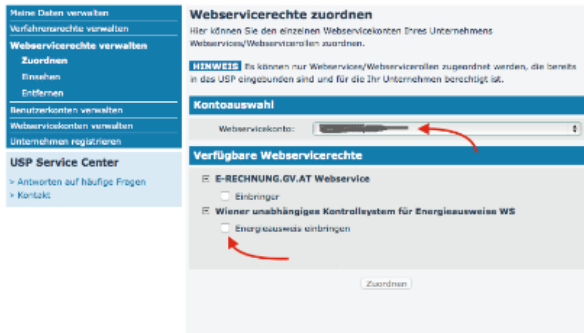 Meine Daten verwalten
Verfahrensrechte verwalten
Webservicerechte verwalten
Zuordnen
Einsehen
Entfernen
Benutzerkonten verwalten
Webservicekonten verwalten
Unternehmen registrieren
USP Service Center
> Antworten auf häufige Fragen
> Kontakt
Webservicerechte zuordnen
Hier können Sie den einzelnen Webservicekonten Ihres Unternehmens
Webservices/Webservicerollen zuordnen.
HINWEIS Es können nur Webservices/Webservicerollen zugeordnet werden, die bereits
in das USP eingebunden sind und für die Ihr Unternehmen berechtigt ist.
Kontoauswahl
Webservicekonto:
Verfügbare Webservicerechte
E-RECHNUNG.GV.AT Webservice
Einbringer
Wiener unabhängiges Kontrollsystem für Energieausweise WS
Energieausweis einbringen
Zuordnen